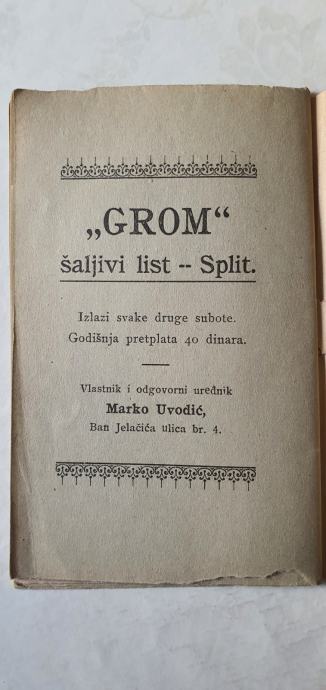 „GROM“
šaljivi list -- Split.
Izlazi svake druge subote.
Godišnja pretplata 40 dinara.
Vlastnik i odgovorni urednik
Marko Uvodić,
Ban Jelačića ulica br. 4.